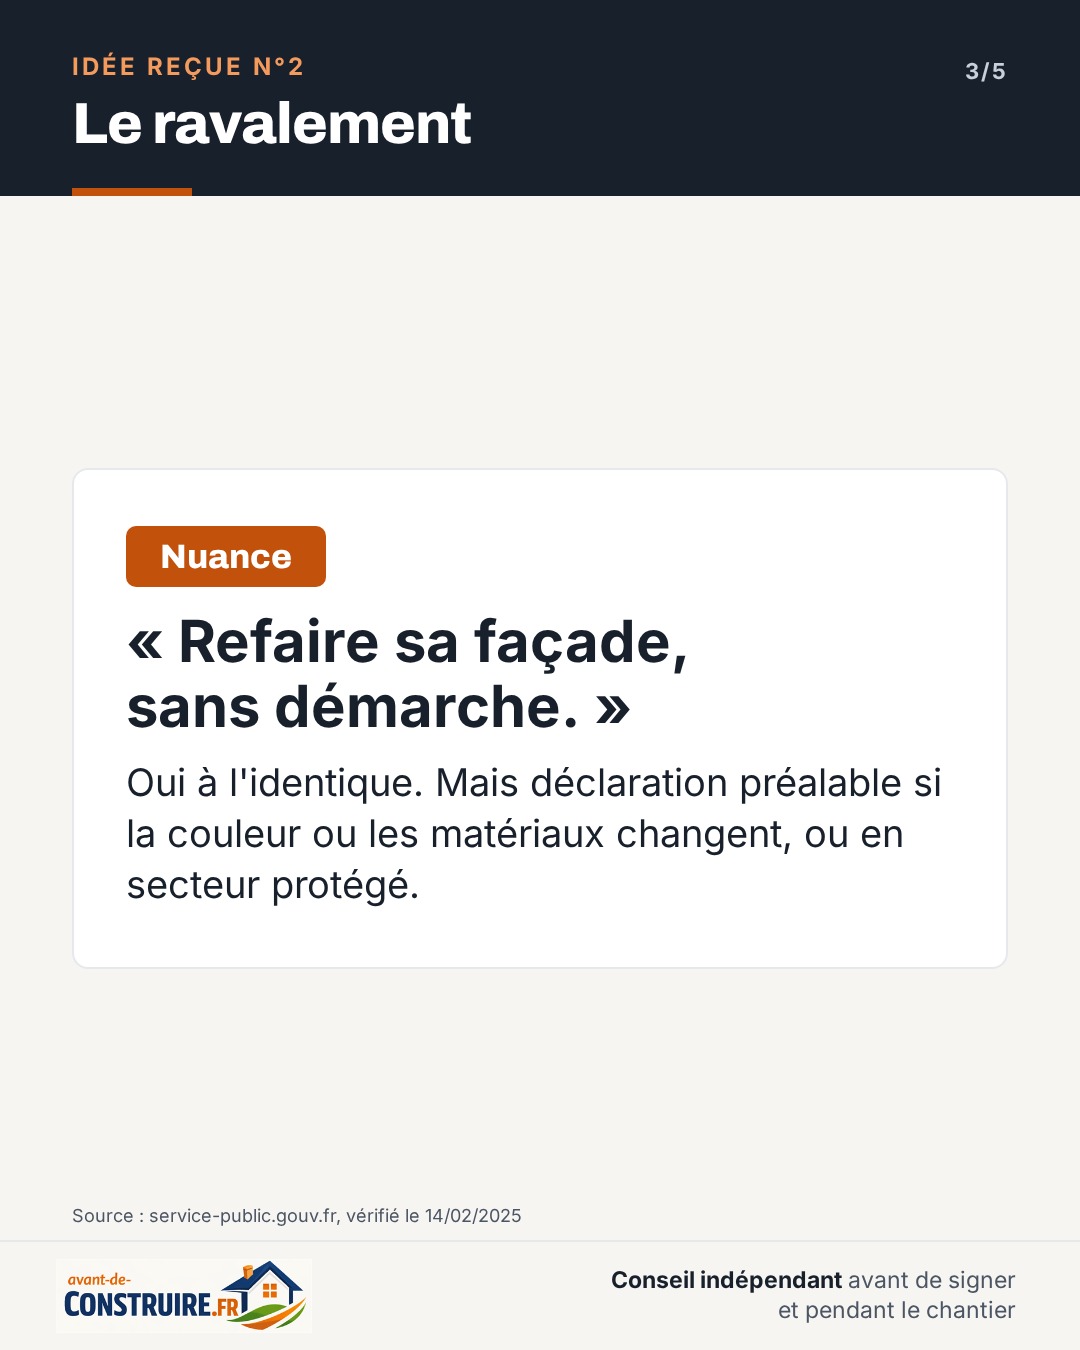 IDÉE REÇUE N°2
3/5
Le ravalement
Nuance
« Refaire sa façade,
sans démarche. »
Oui à l'identique. Mais déclaration préalable si
la couleur ou les matériaux changent, ou en
secteur protégé.
Source : service-public.gouv.fr, vérifié le 14/02/2025
avant-de-
CONSTRUIRE.FR
Conseil indépendant avant de signer
et pendant le chantier